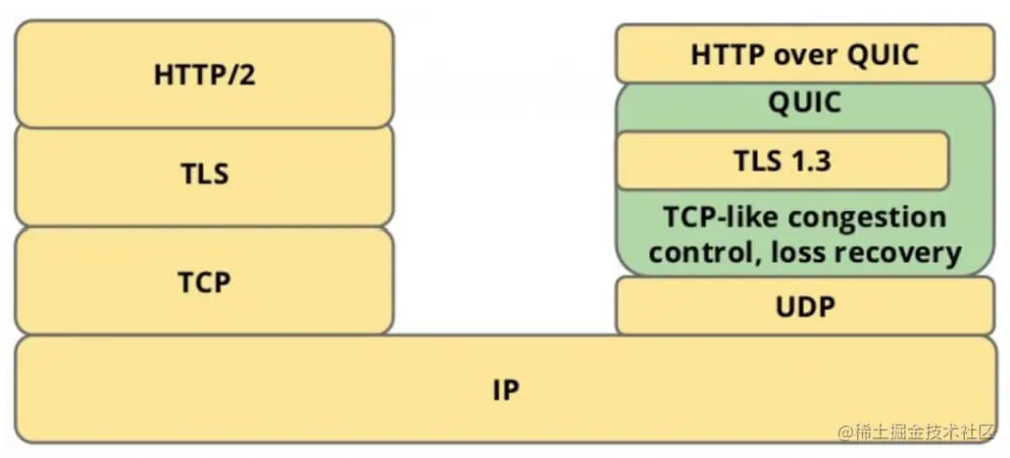 HTTP/2
TLS
TCP
HTTP over QUIC
QUIC
TLS 1.3
TCP-like congestion
control, loss recovery
UDP
IP
@稀土掘金技术社区